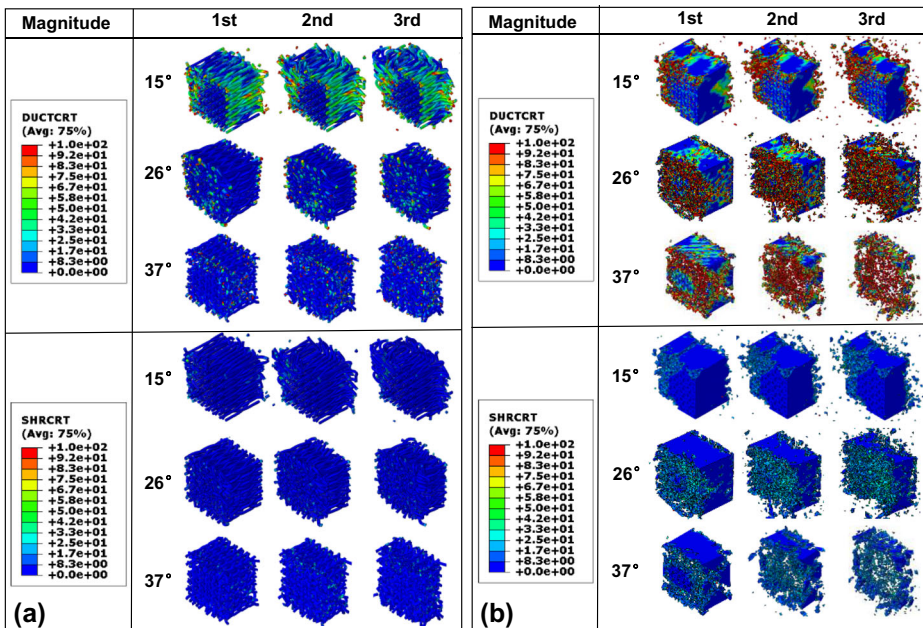 Magnitude 1st 2nd 3rd
15°
DUCTCRT
(Avg: 75%)
+1.0e+02
+9.2e+01
+8.3e+01
+7.5e+01
+6.7e+01
+5.8e+01
+5.0e+01
+4.2e+01
+3.3e+01
+2.5e+01
+1.7e+01
+8.3e+00
+0.0e+00
26°
37°
15°
SHRCRT
(Avg: 75%)
+1.0e+02
+9.2e+01
+8.3e+01
+7.5e+01
+6.7e+01
+5.8e+01
+5.0e+01
+4.2e+01
+3.3e+01
+2.5e+01
+1.7e+01
+8.3e+00
+0.0e+00
26°
37°
(a)
Magnitude 1st 2nd 3rd
15°
DUCTCRT
(Avg: 75%)
+1.0e+02
+9.2e+01
+8.3e+01
+7.5e+01
+6.7e+01
+5.8e+01
+5.0e+01
+4.2e+01
+3.3e+01
+2.5e+01
+1.7e+01
+8.3e+00
+0.0e+00
26°
37°
15°
SHRCRT
(Avg: 75%)
+1.0e+02
+9.2e+01
+8.3e+01
+7.5e+01
+6.7e+01
+5.8e+01
+5.0e+01
+4.2e+01
+3.3e+01
+2.5e+01
+1.7e+01
+8.3e+00
+0.0e+00
26°
37°
(b)